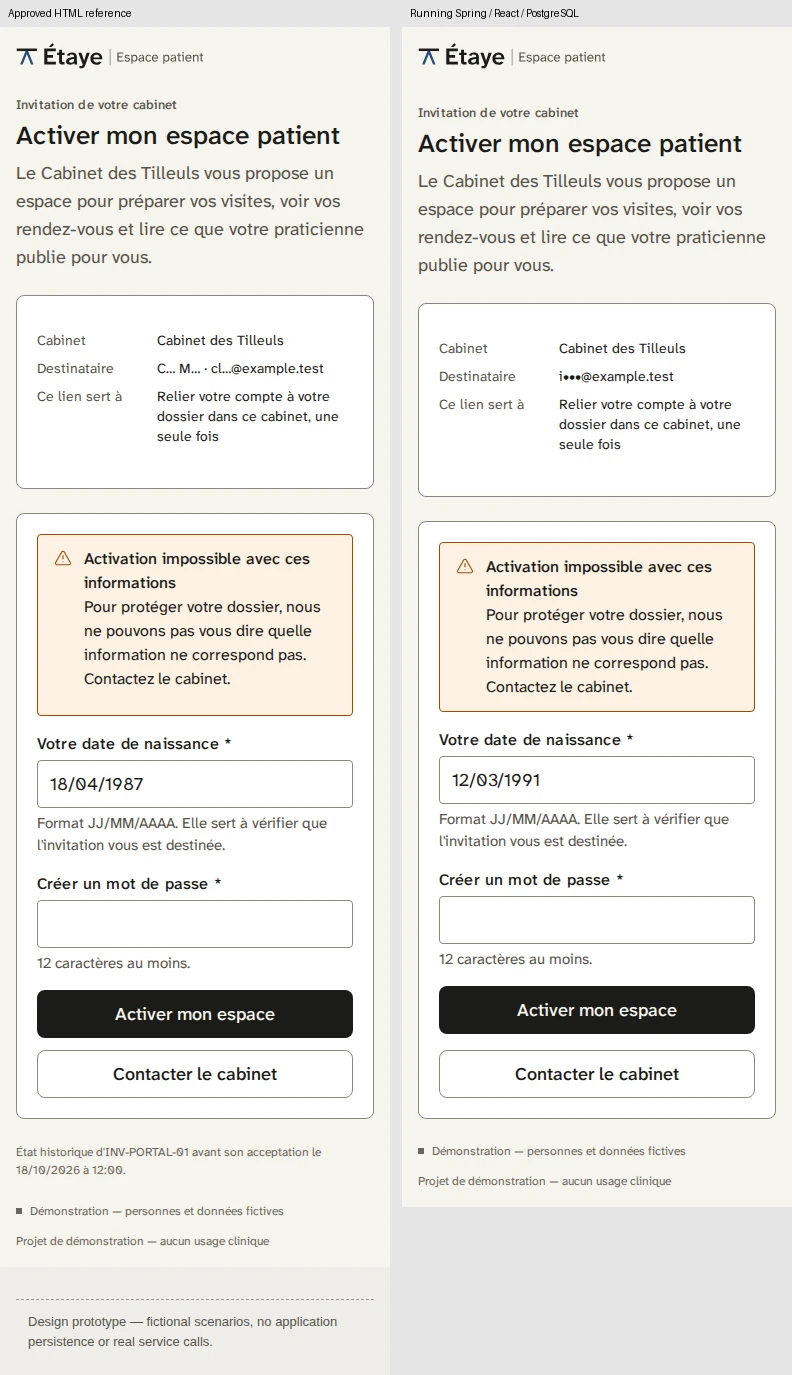 Approved HTML reference
Étaye
Espace patient
Invitation de votre cabinet
Activer mon espace patient
Le Cabinet des Tilleuls vous propose un
espace pour préparer vos visites, voir vos
rendez-vous et lire ce que votre praticienne
publie pour vous.
Cabinet
Cabinet des Tilleuls
Destinataire
C... M... · cl...@example.test
Ce lien sert à
Relier votre compte à votre
dossier dans ce cabinet, une
seule fois
Activation impossible avec ces
informations
Pour protéger votre dossier, nous
ne pouvons pas vous dire quelle
information ne correspond pas.
Contactez le cabinet.
Votre date de naissance *
18/04/1987
Format JJ/MM/AAAA. Elle sert à vérifier que
l'invitation vous est destinée.
Créer un mot de passe *
12 caractères au moins.
Activer mon espace
Contacter le cabinet
État historique d'INV-PORTAL-01 avant son acceptation le
18/10/2026 à 12:00.
Démonstration — personnes et données fictives
Projet de démonstration — aucun usage clinique
Design prototype — fictional scenarios, no application
persistence or real service calls.
Running Spring / React / PostgreSQL
Étaye
Espace patient
Invitation de votre cabinet
Activer mon espace patient
Le Cabinet des Tilleuls vous propose un
espace pour préparer vos visites, voir vos
rendez-vous et lire ce que votre praticienne
publie pour vous.
Cabinet
Cabinet des Tilleuls
Destinataire
i•••@example.test
Ce lien sert à
Relier votre compte à votre
dossier dans ce cabinet, une
seule fois
Activation impossible avec ces
informations
Pour protéger votre dossier, nous
ne pouvons pas vous dire quelle
information ne correspond pas.
Contactez le cabinet.
Votre date de naissance *
12/03/1991
Format JJ/MM/AAAA. Elle sert à vérifier que
l'invitation vous est destinée.
Créer un mot de passe *
12 caractères au moins.
Activer mon espace
Contacter le cabinet
Démonstration — personnes et données fictives
Projet de démonstration — aucun usage clinique